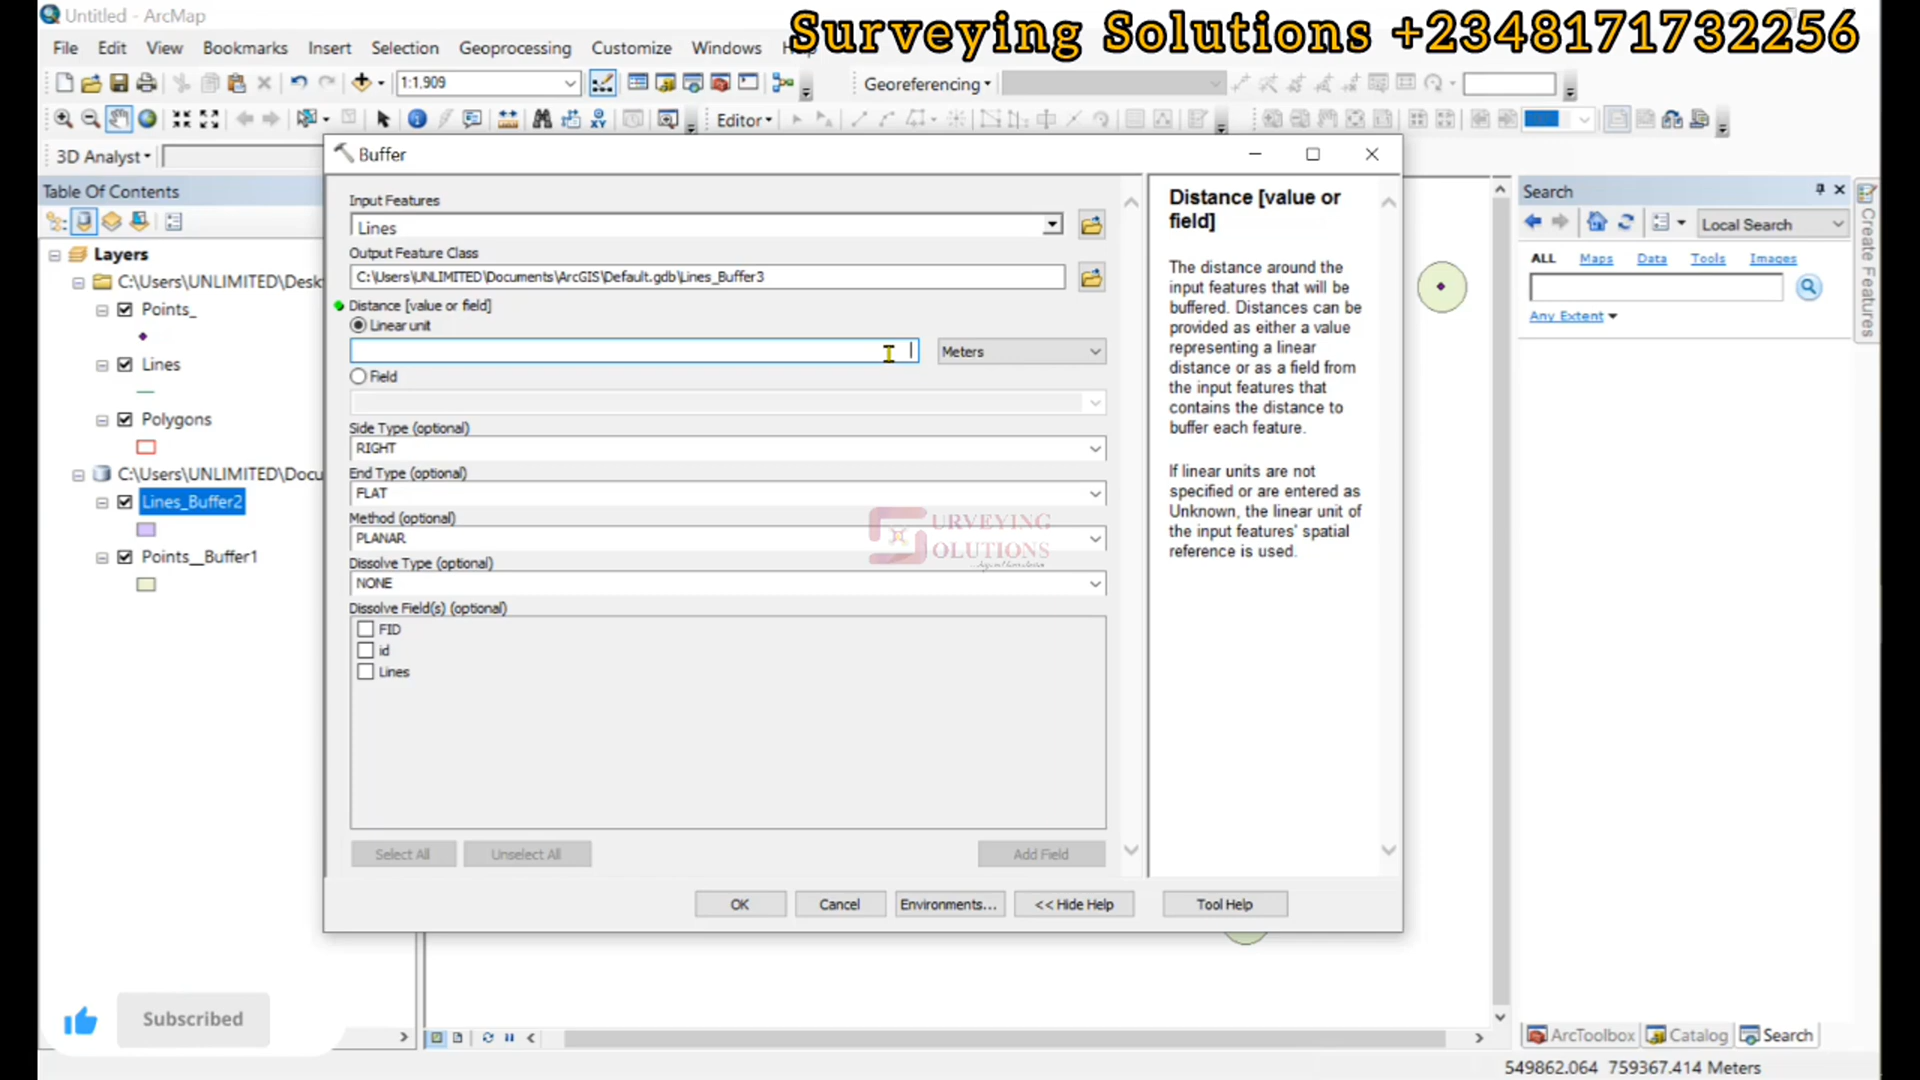 Untitled - ArcMap
Surveying Solutions +2348171732256
File Edit View Bookmarks Insert Selection Geoprocessing Customize Windows
1:1,909
Georeferencing
Editor
3D Analyst
Buffer
Table Of Contents
Layers
C:\Users\UNLIMITED\Desk
Points_
Lines
Polygons
C:\Users\UNLIMITED\Docu
Lines_Buffer2
Points__Buffer1
Input Features
Lines
Output Feature Class
C:\Users\UNLIMITED\Documents\ArcGIS\Default.gdb\Lines_Buffer3
Distance [value or field]
Linear unit
Meters
Field
Side Type (optional)
RIGHT
End Type (optional)
FLAT
Method (optional)
PLANAR
Dissolve Type (optional)
NONE
Dissolve Field(s) (optional)
FID
id
Lines
Select All Unselect All Add Field
OK Cancel Environments... << Hide Help Tool Help
URVEYING
OLUTIONS
Distance [value or
field]
The distance around the
input features that will be
buffered. Distances can be
provided as either a value
representing a linear
distance or as a field from
the input features that
contains the distance to
buffer each feature.
If linear units are not
specified or are entered as
Unknown, the linear unit of
the input features' spatial
reference is used.
Search
Local Search
ALL Maps Data Tools Images
Any Extent
Create Features
Subscribed
ArcToolbox Catalog Search
549862.064 759367.414 Meters